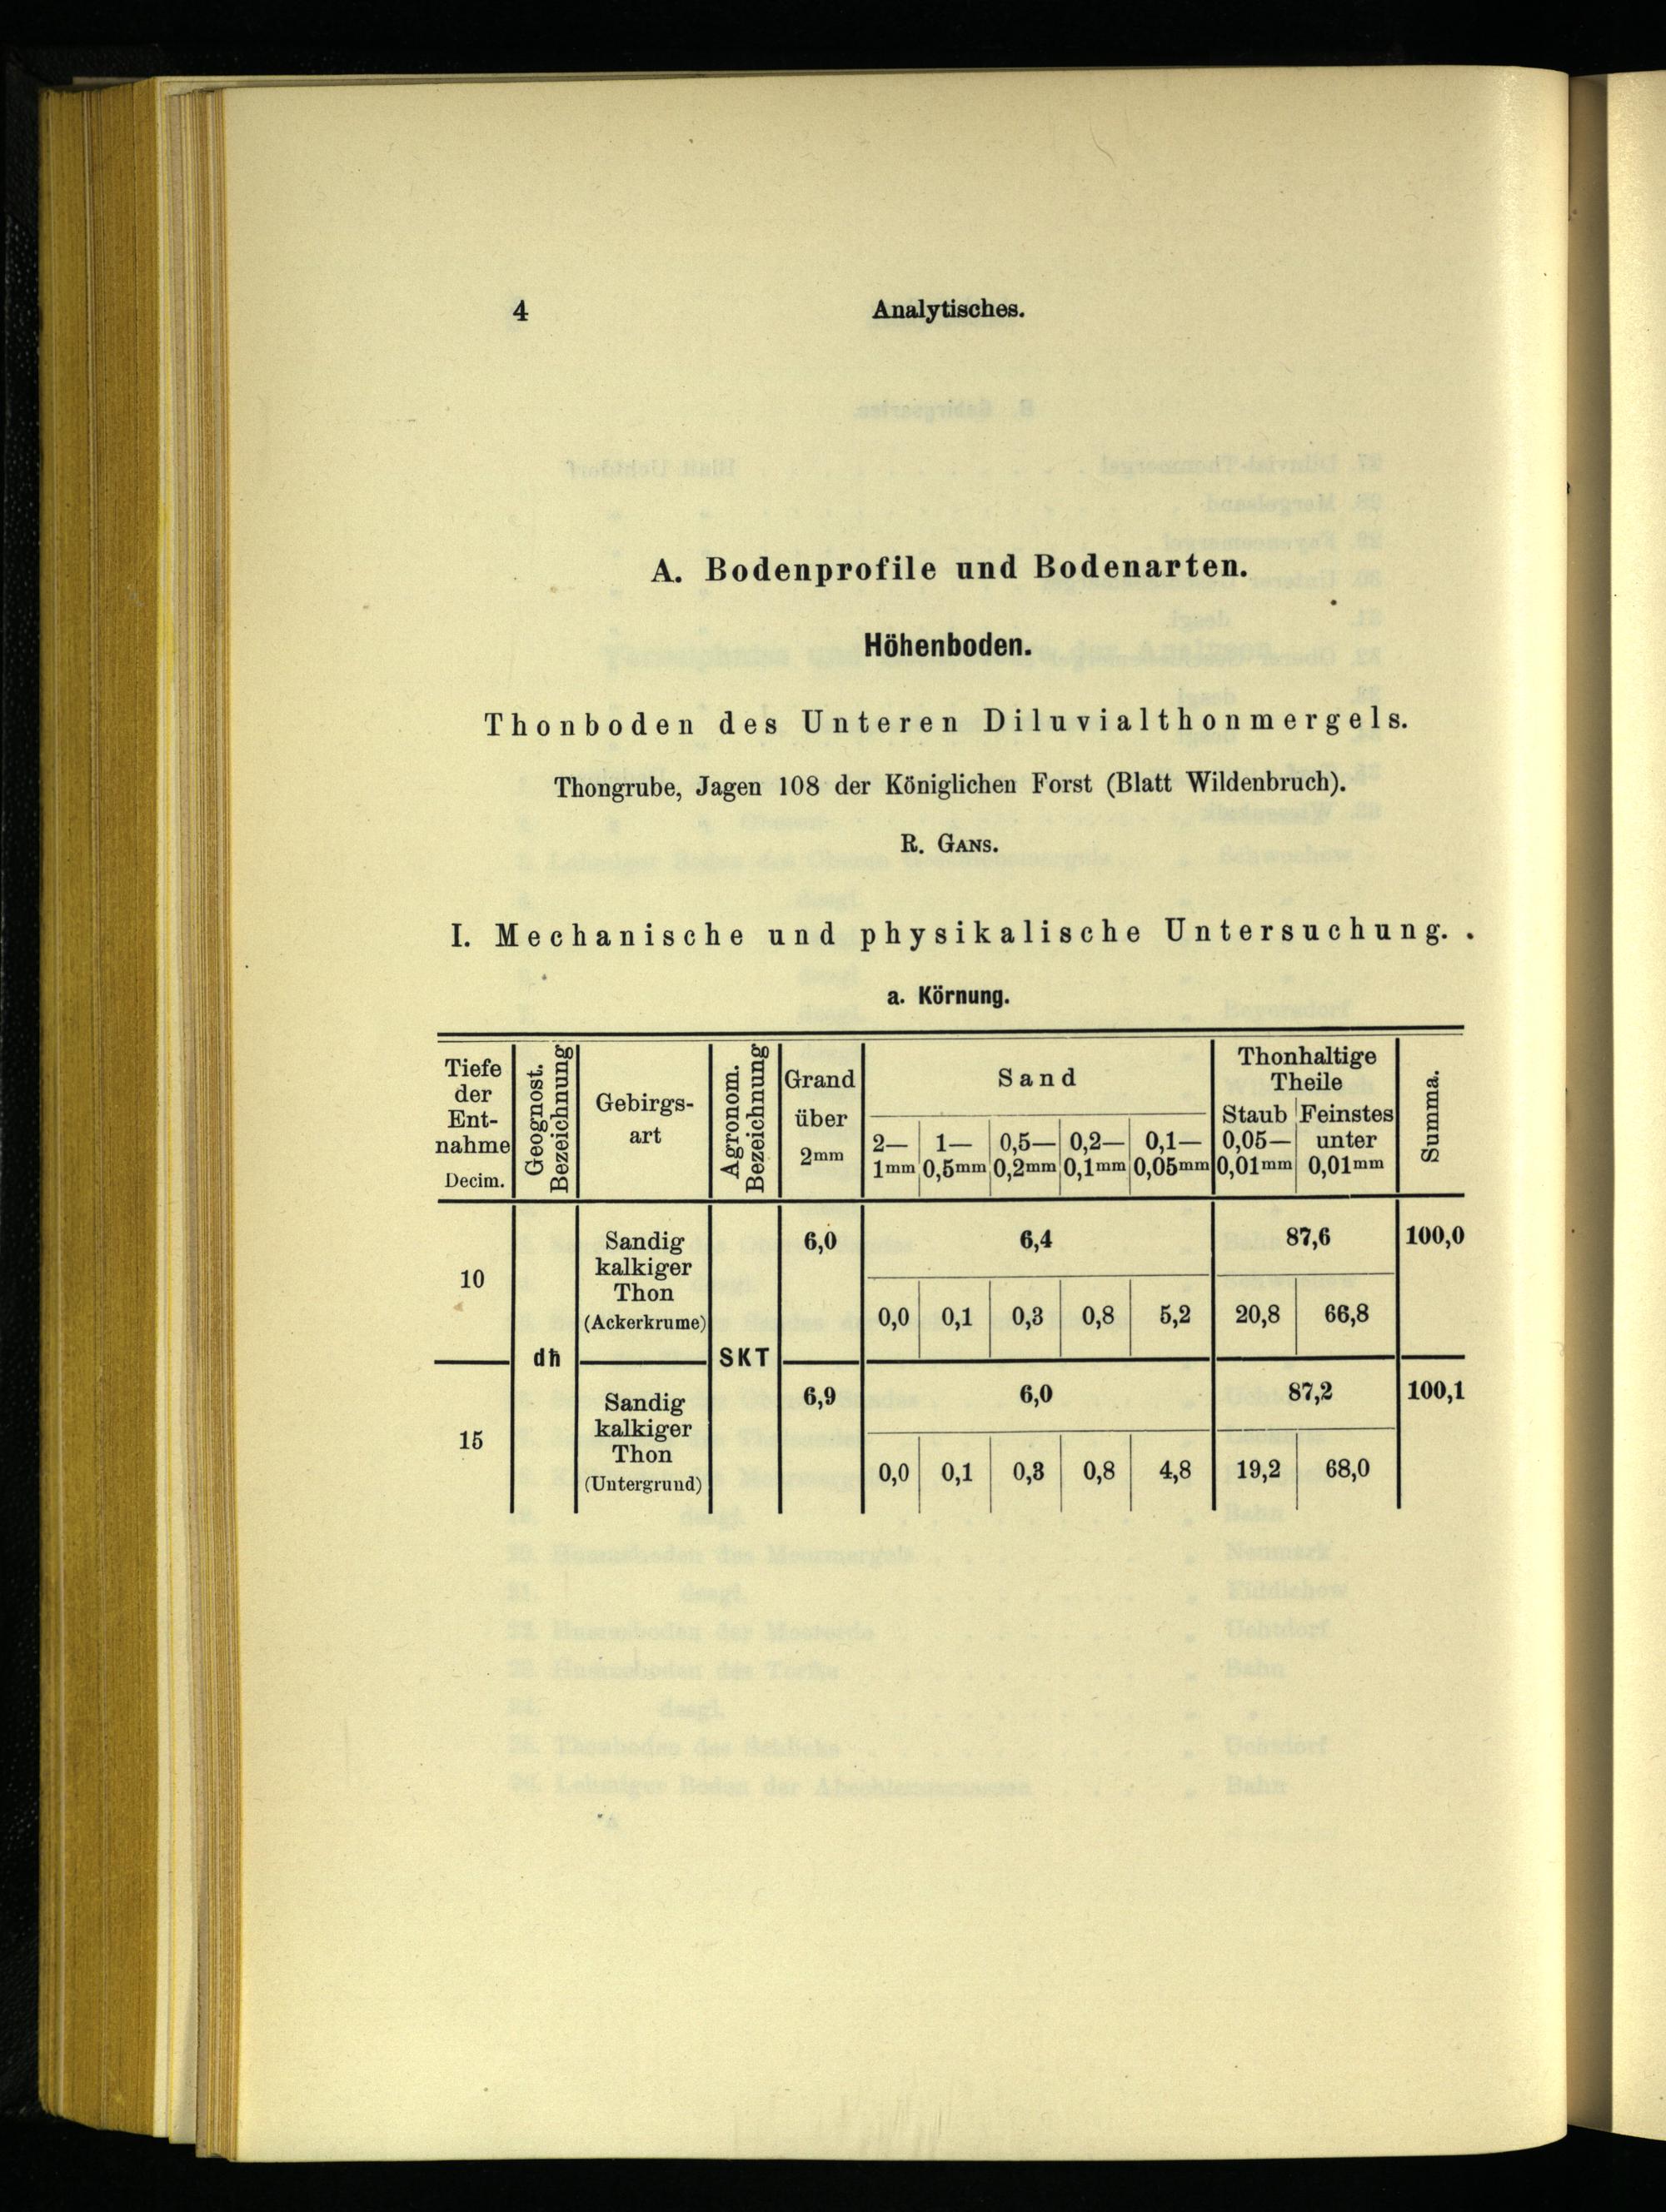 4 Analytisches.
A. Bodenprofile und Bodenarten.
Höhenboden.
Thonboden des Unteren Diluvialthonmergels.
Thongrube, Jagen 108 der Königlichen Forst (Blatt Wildenbruch).
R. GANS.
I. Mechanische und physikalische Untersuchung.
a. Körnung.
Tiefe
der
Ent-
nahme
Decim.
Geognost.
Bezeichnung
Gebirgs-
art
Agronom.
Bezeichnung
Grand
über
2mm
Sand
2— 1— 0,5— 0,2— 0,1—
1mm 0,5mm 0,2mm 0,1mm 0,05mm
Thonhaltige
Theile
Staub Feinstes
0,05— unter
0,01mm 0,01mm
Summa.
10
Sandig
kalkiger
Thon
(Ackerkrume)
6,0 6,4 87,6 100,0
0,0 0,1 0,3 0,8 5,2 20,8 66,8
dh SKT
15
Sandig
kalkiger
Thon
(Untergrund)
6,9 6,0 87,2 100,1
0,0 0,1 0,3 0,8 4,8 19,2 68,0